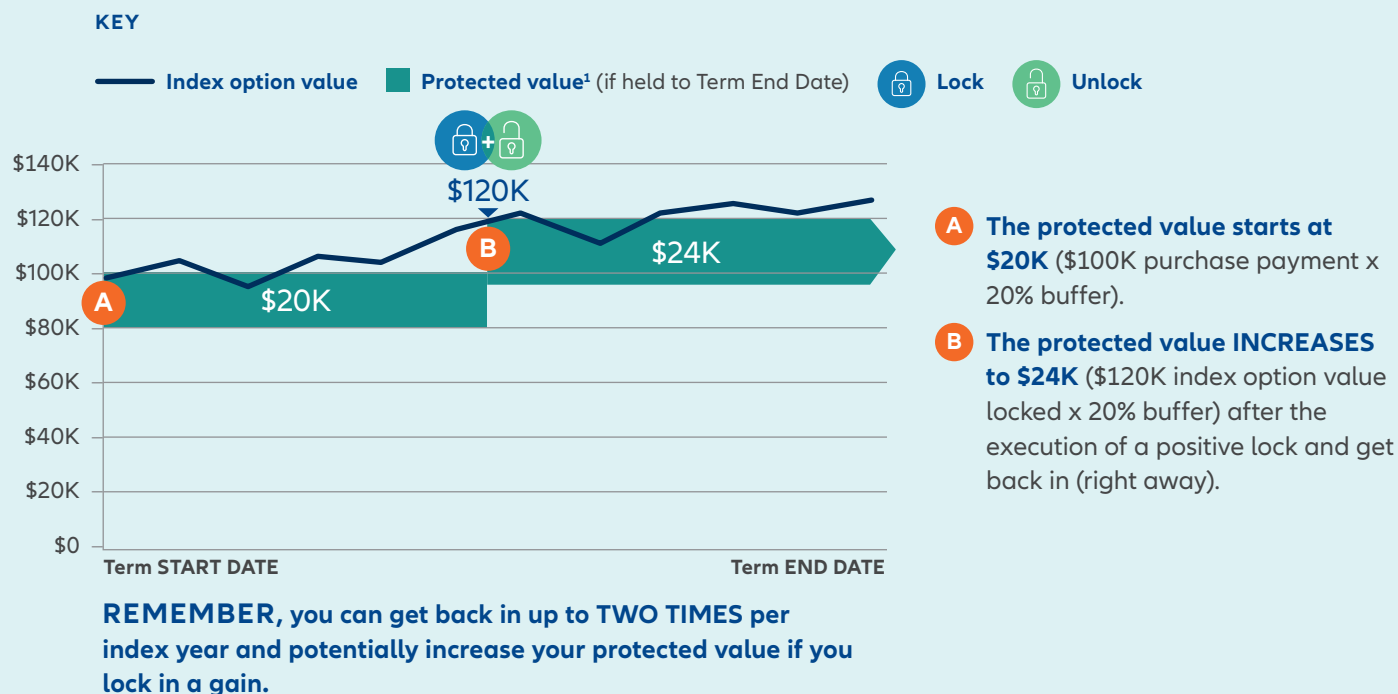 KEY
Index option value
Protected value¹ (if held to Term End Date)
Lock
Unlock
+
$120K
$140K
$120K
$100K
$80K
$60K
$40K
$20K
$0
A
$20K
B
$24K
Term START DATE
Term END DATE
A
The protected value starts at
$20K ($100K purchase payment x
20% buffer).
B
The protected value INCREASES
to $24K ($120K index option value
locked x 20% buffer) after the
execution of a positive lock and get
back in (right away).
REMEMBER, you can get back in up to TWO TIMES per
index year and potentially increase your protected value if you
lock in a gain.